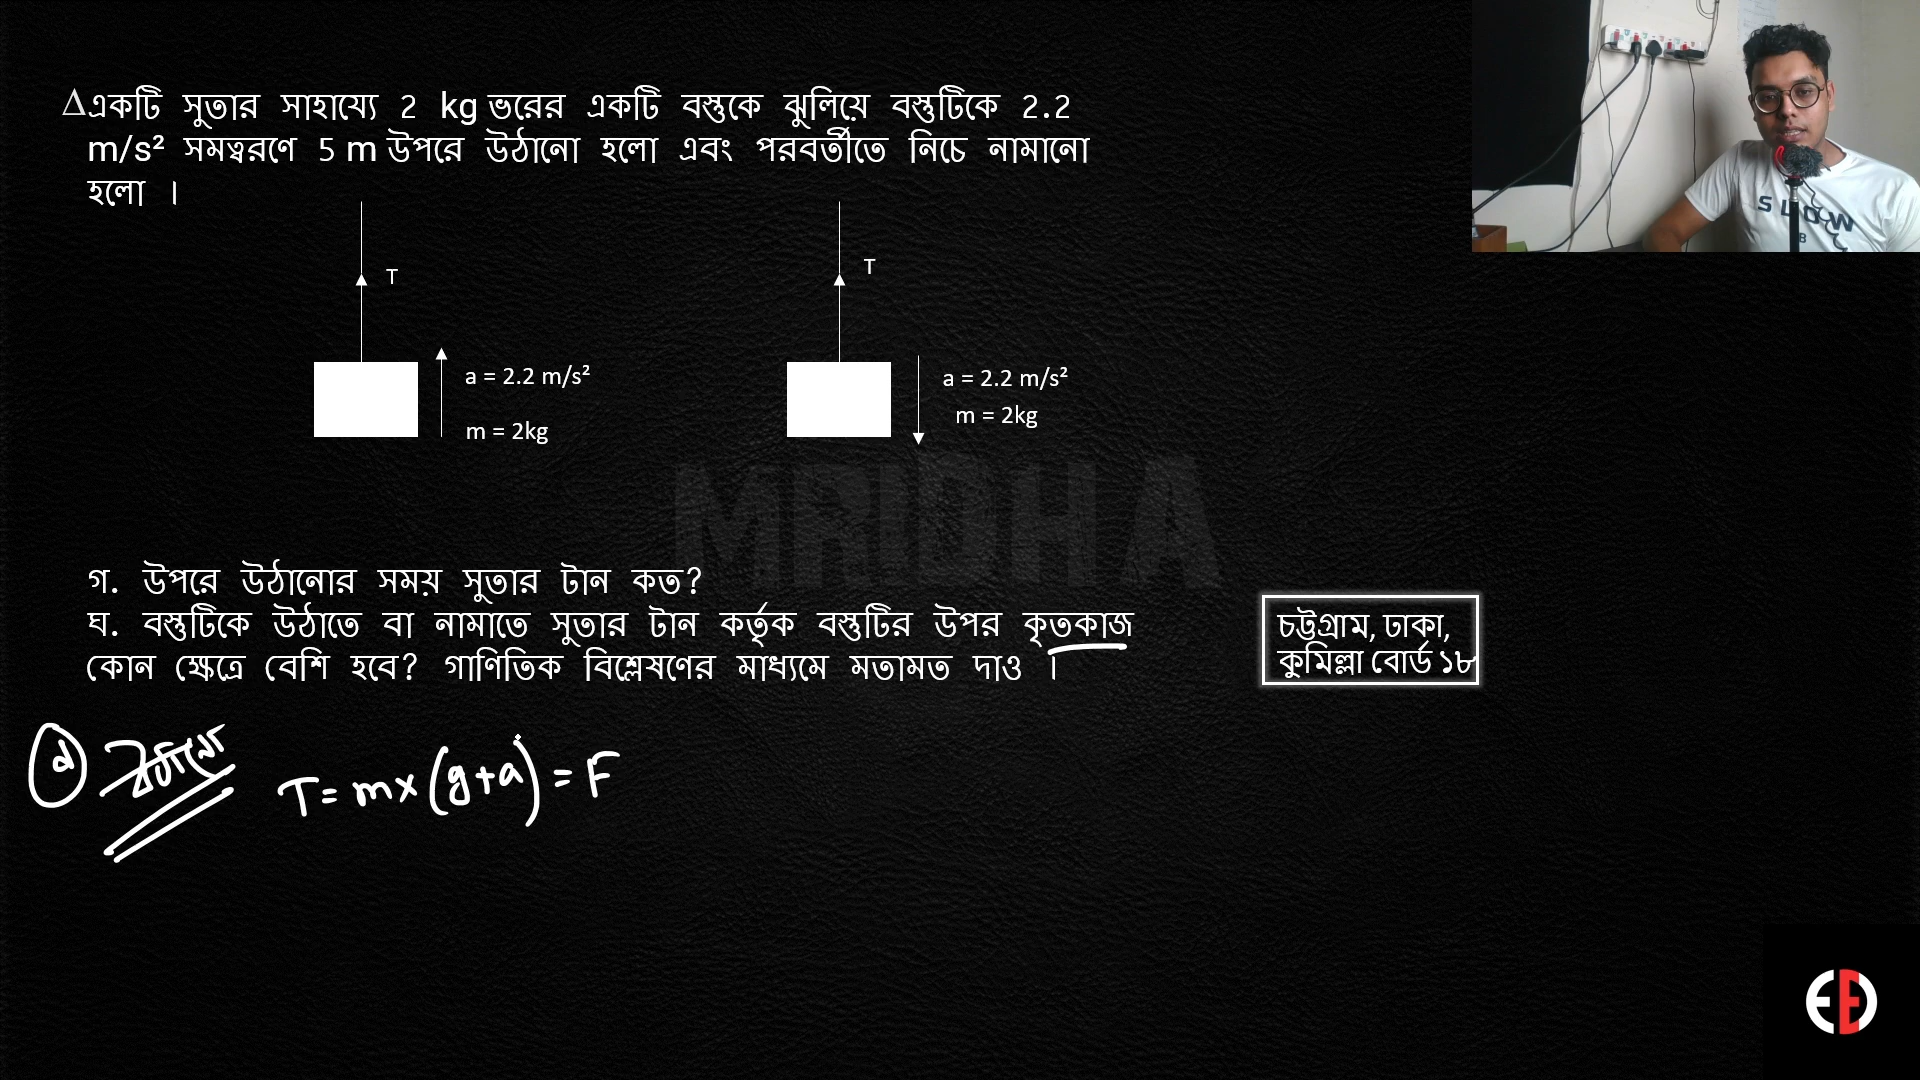 Δএকটি সুতার সাহায্যে 2 kg ভরের একটি বস্তুকে ঝুলিয়ে বস্তুটিকে 2.2
m/s² সমত্বরণে 5 m উপরে উঠানো হলো এবং পরবর্তীতে নিচে নামানো
হলো ।
T
a = 2.2 m/s²
m = 2kg
T
a = 2.2 m/s²
m = 2kg
MRIDHA
গ. উপরে উঠানোর সময় সুতার টান কত?
ঘ. বস্তুটিকে উঠাতে বা নামাতে সুতার টান কর্তৃক বস্তুটির উপর কৃতকাজ
কোন ক্ষেত্রে বেশি হবে? গাণিতিক বিশ্লেষণের মাধ্যমে মতামত দাও ।
চট্টগ্রাম, ঢাকা,
কুমিল্লা বোর্ড ১৮
T = m×(g+a) = F
SLOW